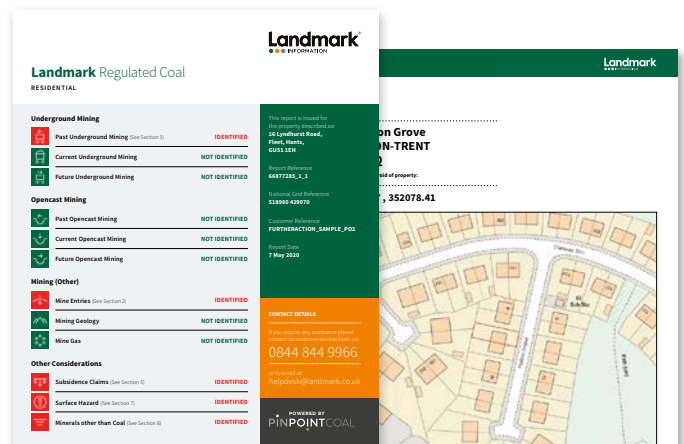 Landmark
INFORMATION
Landmark Regulated Coal
RESIDENTIAL
Underground Mining
Past Underground Mining (See Section 1) IDENTIFIED
Current Underground Mining NOT IDENTIFIED
Future Underground Mining NOT IDENTIFIED
Opencast Mining
Past Opencast Mining NOT IDENTIFIED
Current Opencast Mining NOT IDENTIFIED
Future Opencast Mining NOT IDENTIFIED
Mining (Other)
Mine Entries (See Section 2) IDENTIFIED
Mining Geology NOT IDENTIFIED
Mine Gas NOT IDENTIFIED
Other Considerations
Subsidence Claims (See Section 5) IDENTIFIED
Surface Hazard (See Section 7) IDENTIFIED
Minerals other than Coal (See Section 8) IDENTIFIED
This report is issued for
the property described as:
16 Lyndhurst Road,
Fleet, Hants,
GU51 1EH
Report Reference
66877285_1_1
National Grid Reference
518980 429070
Customer Reference
FURTHERACTION_SAMPLE_PO2
Report Date
7 May 2020
CONTACT DETAILS
If you require any assistance please
contact our customer services team on:
0844 844 9966
or by email at:
helpdesk@landmark.co.uk
POWERED BY
PINPOINTCOAL
Landmark
on Grove
ON-TRENT
Q
roid of property:
, 352078.41